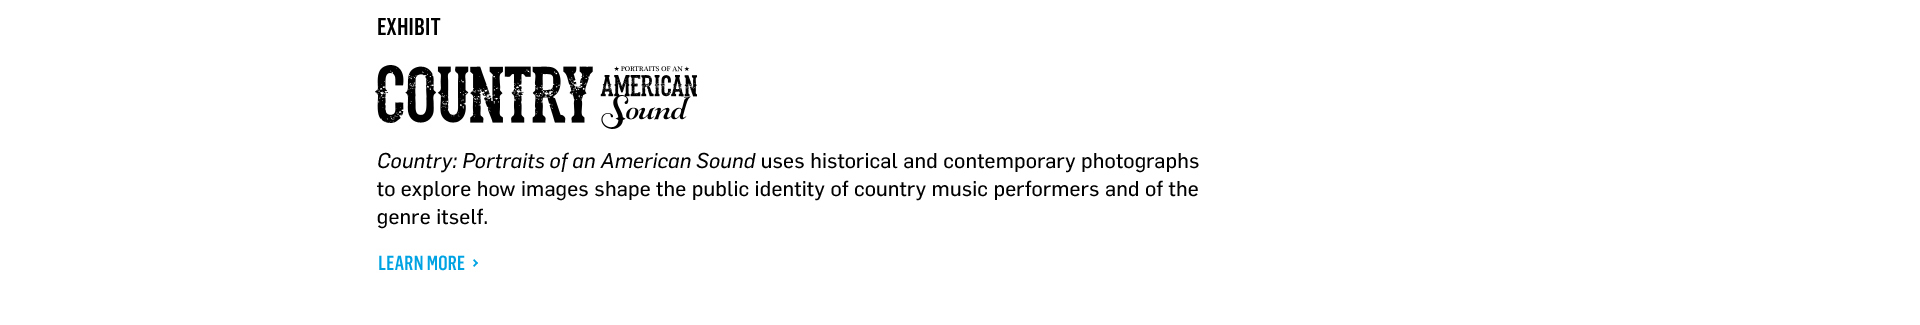 EXHIBIT
COUNTRY ★ PORTRAITS OF AN ★
AMERICAN
Sound
Country: Portraits of an American Sound uses historical and contemporary photographs
to explore how images shape the public identity of country music performers and of the
genre itself.
LEARN MORE ›